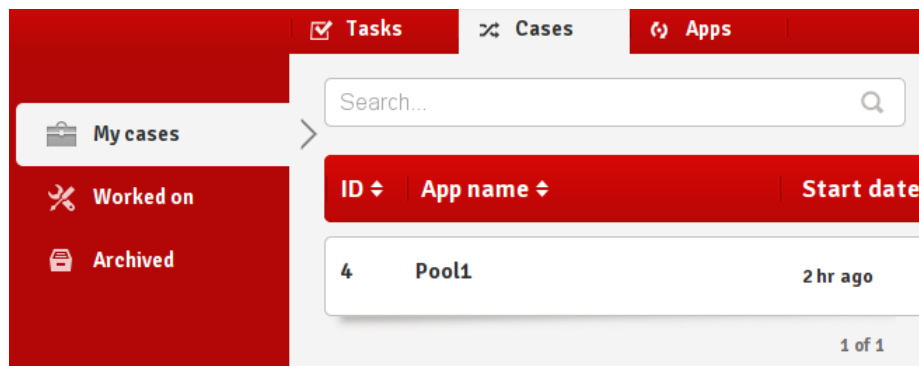 Tasks Cases Apps
Search...
My cases
ID App name Start date
Worked on
Archived
4 Pool1 2 hr ago
1 of 1